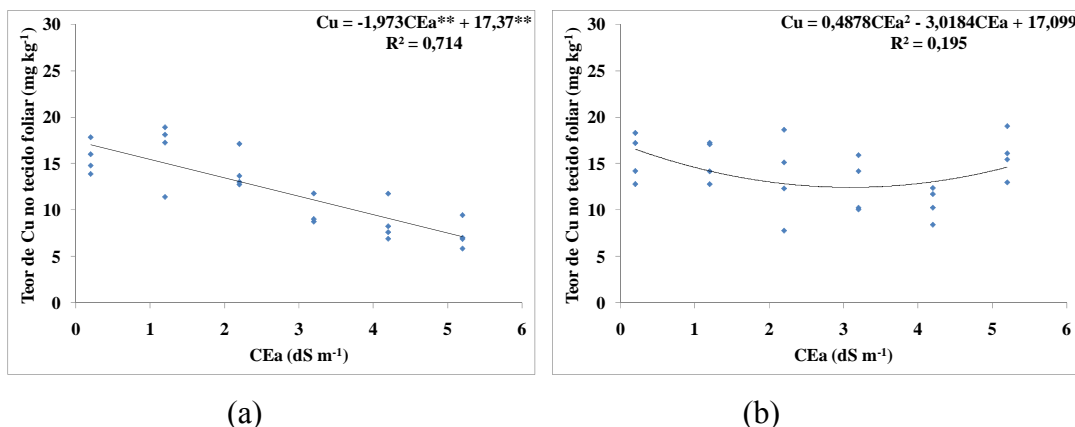 Cu = -1,973CEa** + 17,37**
R² = 0,714
Teor de Cu no tecido foliar (mg kg⁻¹)
30
25
20
15
10
5
0
0 1 2 3 4 5 6
CEa (dS m⁻¹)
(a)
Cu = 0,4878CEa² - 3,0184CEa + 17,099
R² = 0,195
Teor de Cu no tecido foliar (mg kg⁻¹)
30
25
20
15
10
5
0
0 1 2 3 4 5 6
CEa (dS m⁻¹)
(b)